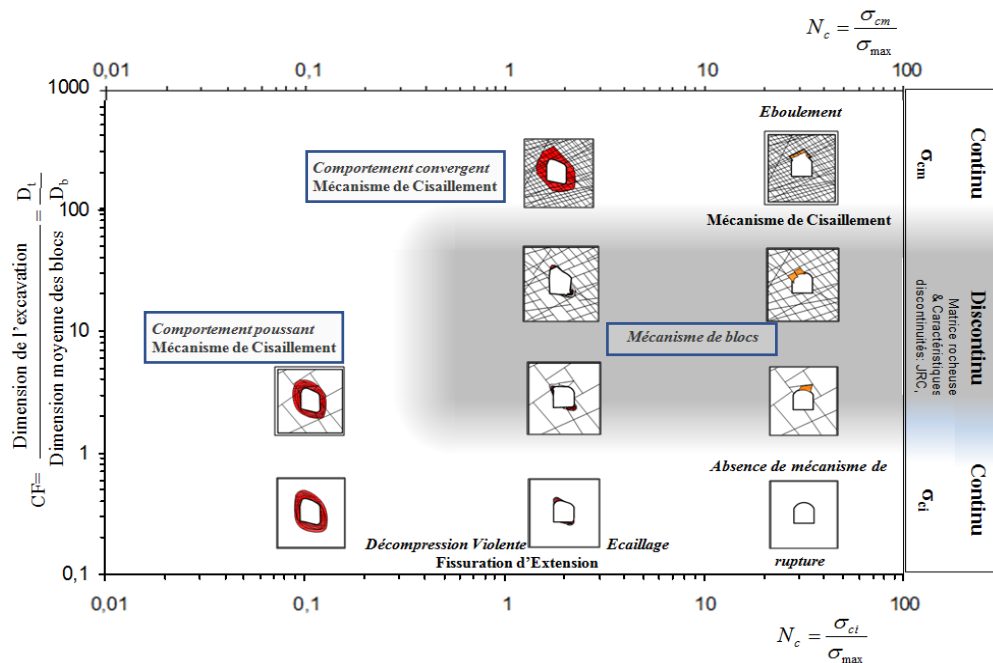 N_c = σ_cm / σ_max
0,01 0,1 1 10 100
1000
100
10
1
0,1
CF= Dimension de l'excavation / Dimension moyenne des blocs = D_t / D_b
Eboulement
Comportement convergent
Mécanisme de Cisaillement
Mécanisme de Cisaillement
Comportement poussant
Mécanisme de Cisaillement
Mécanisme de blocs
Absence de mécanisme de
rupture
Décompression Violente
Ecaillage
Fissuration d'Extension
σcm
Continu
Matrice rocheuse
& Caractéristiques
discontinuités: JRC,
Discontinu
σci
Continu
0,01 0,1 1 10 100
N_c = σ_ci / σ_max